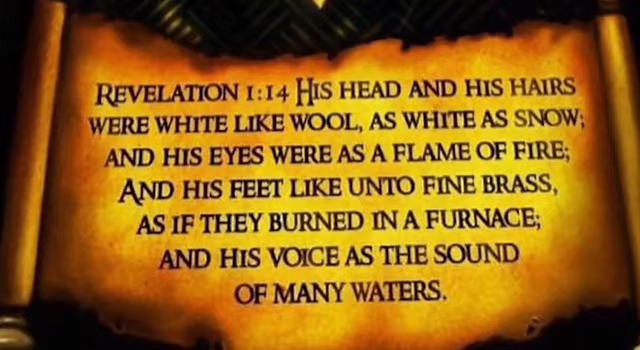 Revelation 1:14 His head and his hairs
were white like wool, as white as snow;
and his eyes were as a flame of fire;
And his feet like unto fine brass,
as if they burned in a furnace;
and His voice as the sound
of many waters.